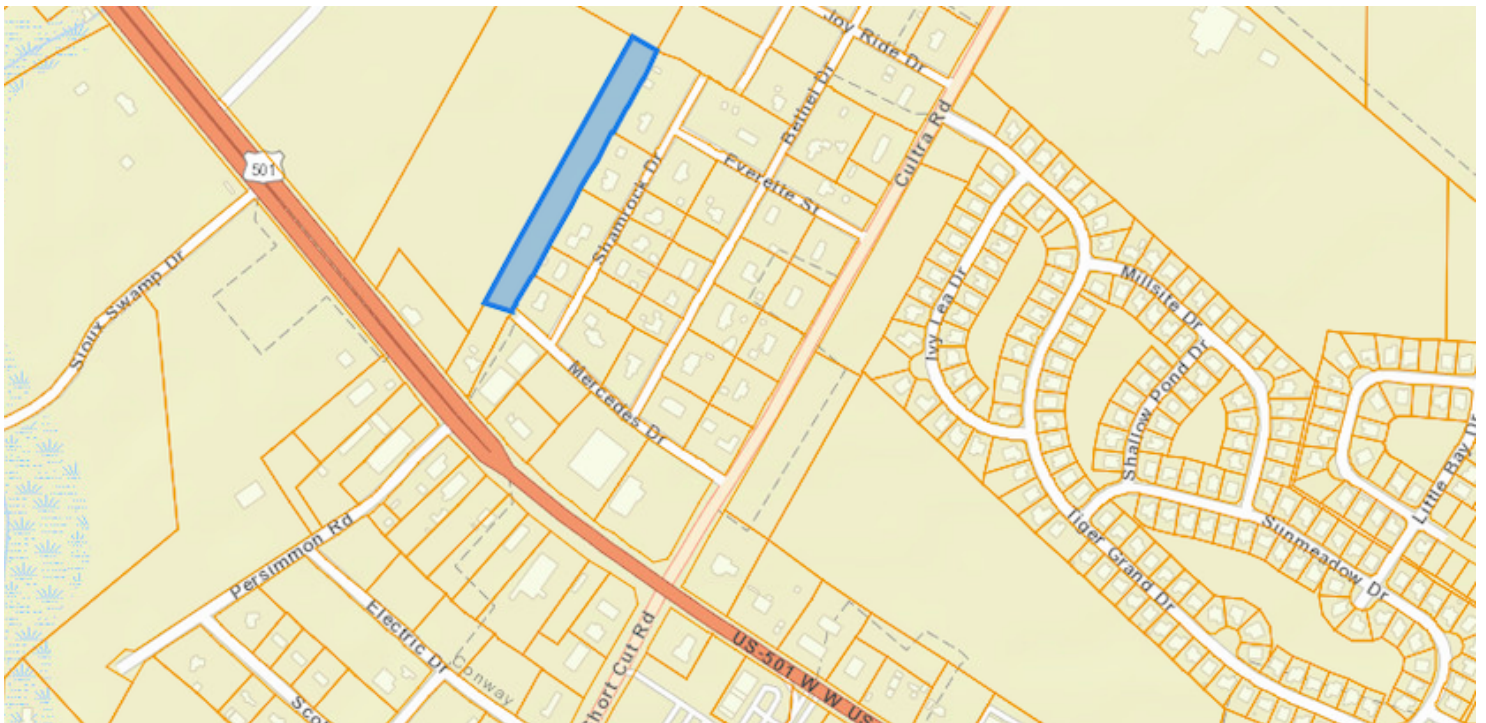 Joy Ride Dr
Bethel Dr
Cultra Rd
501
Everette St
Shamrock Dr
Sioux Swamp Dr
Ivy Lea Dr
Millsite Dr
Mercedes Dr
Shallow Pond Dr
Little Bay Dr
Tiger Grand Dr
Sunmeadow Dr
Persimmon Rd
Electric Dr
Conway
hort Cut Rd
US-501 W W US
Sco